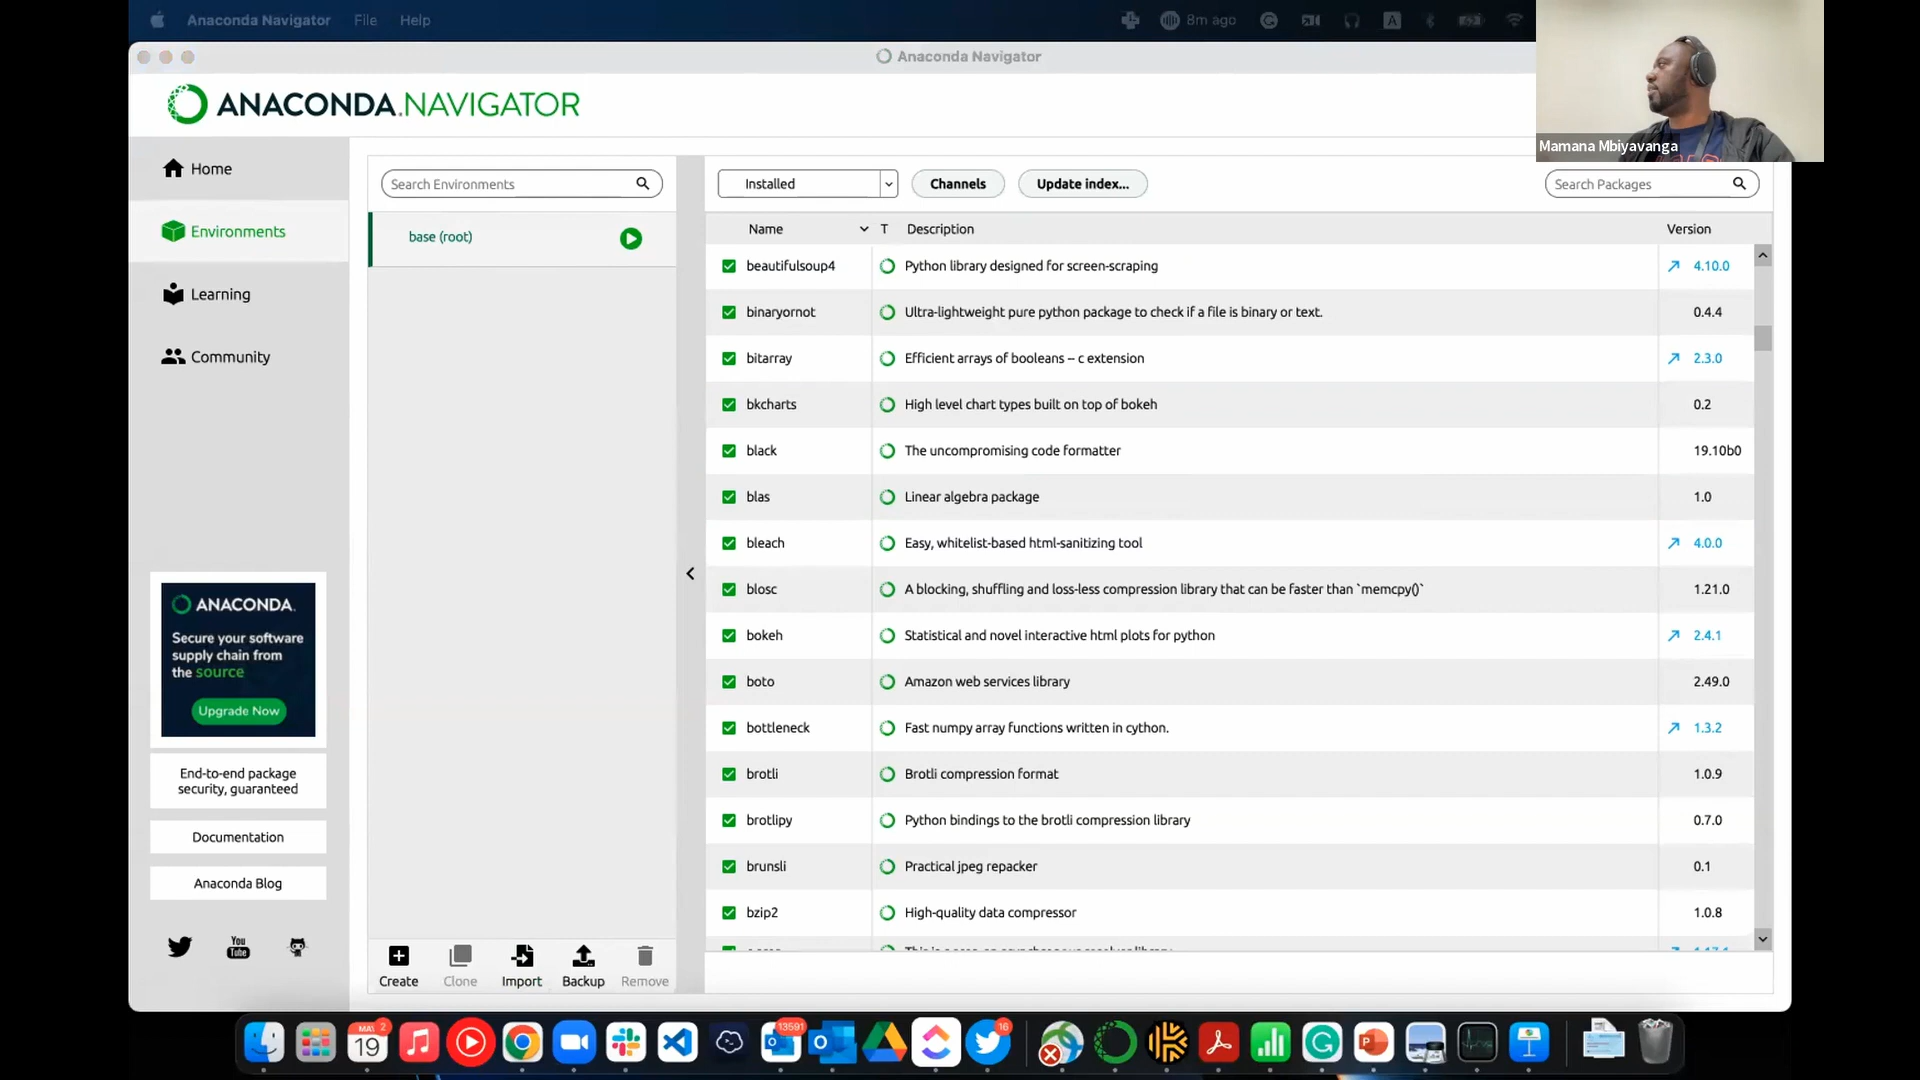 Anaconda Navigator File Help 8m ago A
Anaconda Navigator
ANACONDA.NAVIGATOR
Mamana Mbiyavanga
Home
Environments
Learning
Community
ANACONDA.
Secure your software
supply chain from
the source
Upgrade Now
End-to-end package
security, guaranteed
Documentation
Anaconda Blog
You
Tube
Search Environments
base (root)
Create Clone Import Backup Remove
Installed Channels Update index... Search Packages
Name T Description Version
beautifulsoup4 Python library designed for screen-scraping 4.10.0
binaryornot Ultra-lightweight pure python package to check if a file is binary or text. 0.4.4
bitarray Efficient arrays of booleans -- c extension 2.3.0
bkcharts High level chart types built on top of bokeh 0.2
black The uncompromising code formatter 19.10b0
blas Linear algebra package 1.0
bleach Easy, whitelist-based html-sanitizing tool 4.0.0
blosc A blocking, shuffling and loss-less compression library that can be faster than `memcpy()` 1.21.0
bokeh Statistical and novel interactive html plots for python 2.4.1
boto Amazon web services library 2.49.0
bottleneck Fast numpy array functions written in cython. 1.3.2
brotli Brotli compression format 1.0.9
brotlipy Python bindings to the brotli compression library 0.7.0
brunsli Practical jpeg repacker 0.1
bzip2 High-quality data compressor 1.0.8
MAY 2
19
13591
16